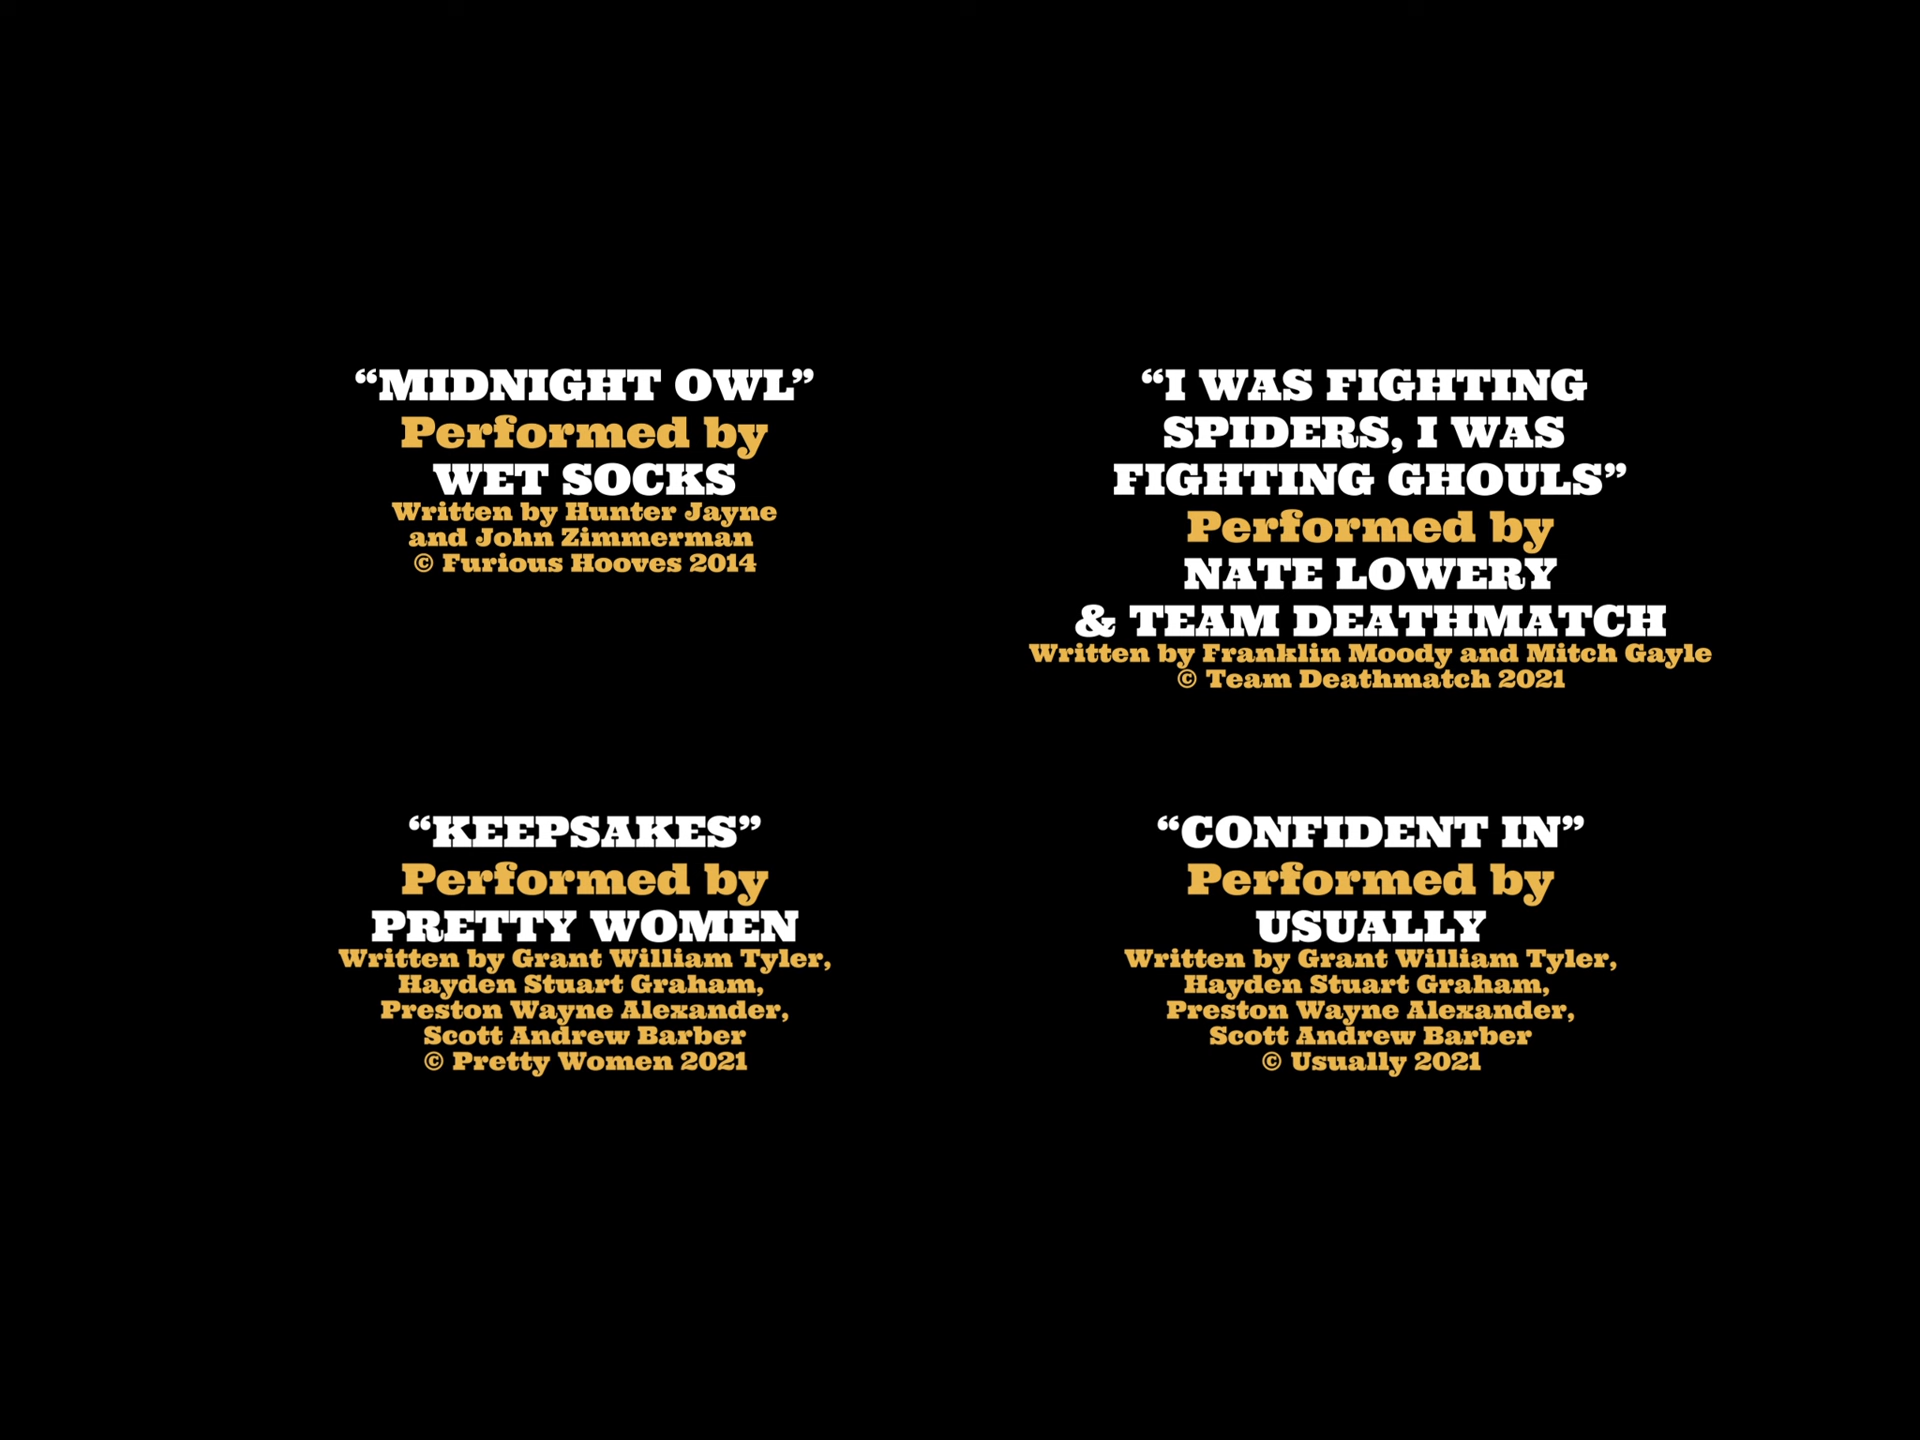 “MIDNIGHT OWL”
Performed by
WET SOCKS
Written by Hunter Jayne
and John Zimmerman
© Furious Hooves 2014
“I WAS FIGHTING
SPIDERS, I WAS
FIGHTING GHOULS”
Performed by
NATE LOWERY
& TEAM DEATHMATCH
Written by Franklin Moody and Mitch Gayle
© Team Deathmatch 2021
“KEEPSAKES”
Performed by
PRETTY WOMEN
Written by Grant William Tyler,
Hayden Stuart Graham,
Preston Wayne Alexander,
Scott Andrew Barber
© Pretty Women 2021
“CONFIDENT IN”
Performed by
USUALLY
Written by Grant William Tyler,
Hayden Stuart Graham,
Preston Wayne Alexander,
Scott Andrew Barber
© Usually 2021